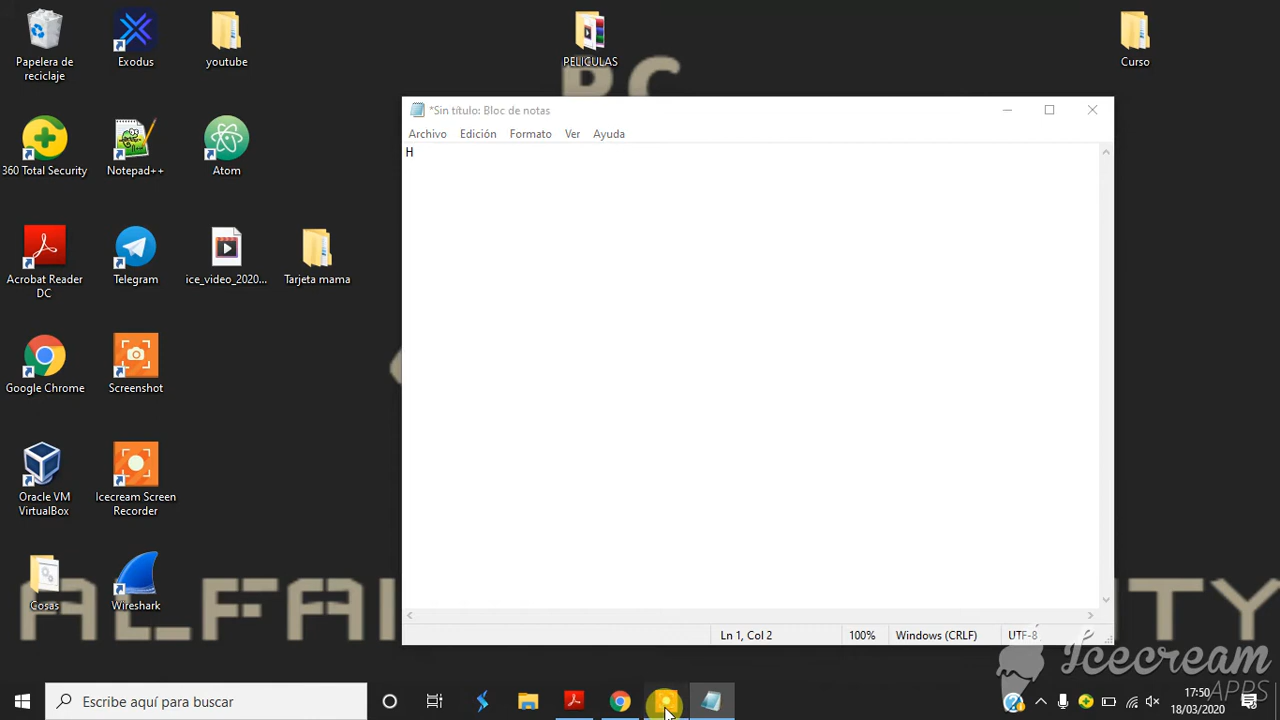 Papelera de
reciclaje
Exodus
youtube
PELICULAS
Curso
360 Total Security
Notepad++
Atom
Acrobat Reader
DC
Telegram
ice_video_2020...
Tarjeta mama
Google Chrome
Screenshot
Oracle VM
VirtualBox
Icecream Screen
Recorder
Cosas
Wireshark
*Sin título: Bloc de notas
Archivo Edición Formato Ver Ayuda
H
Ln 1, Col 2 100% Windows (CRLF) UTF-8
Icecream
APPS
Escribe aquí para buscar
17:50
18/03/2020